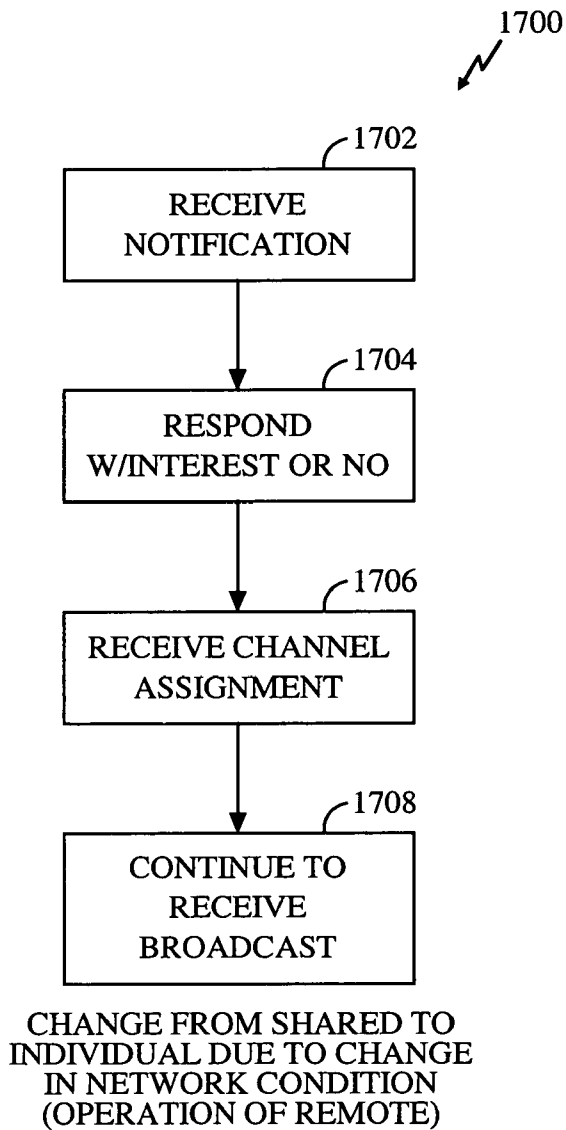 1700
1702
RECEIVE
NOTIFICATION
1704
RESPOND
W/INTEREST OR NO
1706
RECEIVE CHANNEL
ASSIGNMENT
1708
CONTINUE TO
RECEIVE
BROADCAST
CHANGE FROM SHARED TO
INDIVIDUAL DUE TO CHANGE
IN NETWORK CONDITION
(OPERATION OF REMOTE)